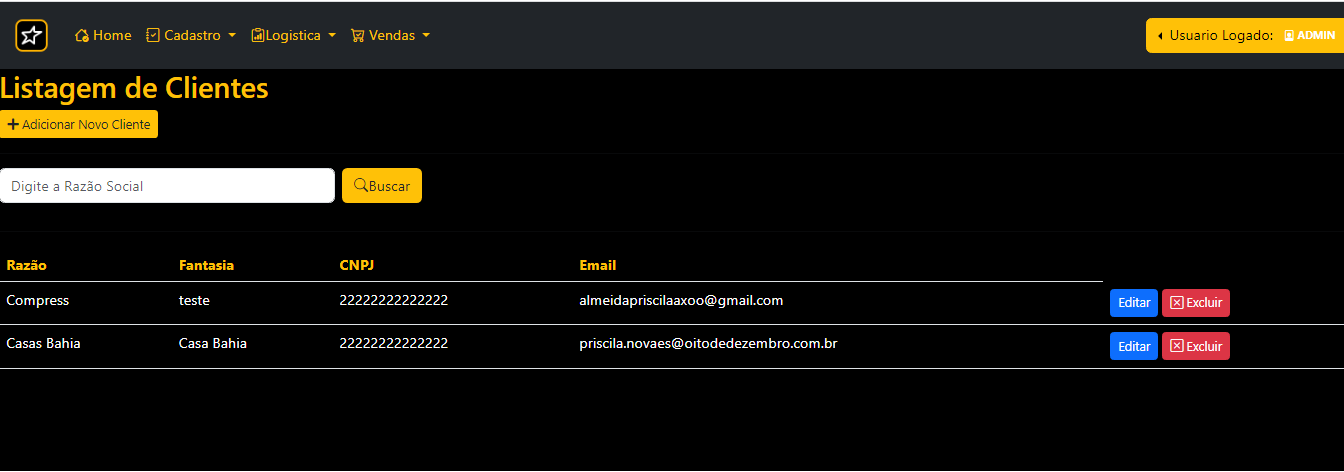 Home Cadastro Logistica Vendas Usuario Logado: ADMIN
Listagem de Clientes
Adicionar Novo Cliente
Digite a Razão Social Buscar
Razão Fantasia CNPJ Email
Compress teste 22222222222222 almeidapriscilaaxoo@gmail.com Editar Excluir
Casas Bahia Casa Bahia 22222222222222 priscila.novaes@oitodedezembro.com.br Editar Excluir